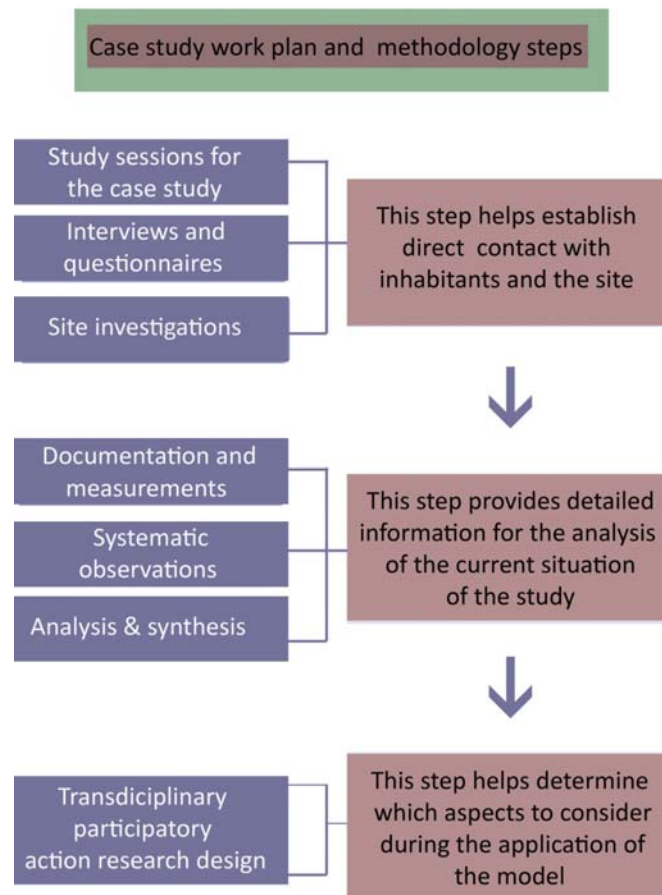 Case study work plan and methodology steps
Study sessions for
the case study
Interviews and
questionnaires
Site investigations
This step helps establish
direct contact with
inhabitants and the site
Documentation and
measurements
Systematic
observations
Analysis & synthesis
This step provides detailed
information for the analysis
of the current situation
of the study
Transdiciplinary
participatory
action research design
This step helps determine
which aspects to consider
during the application of
the model